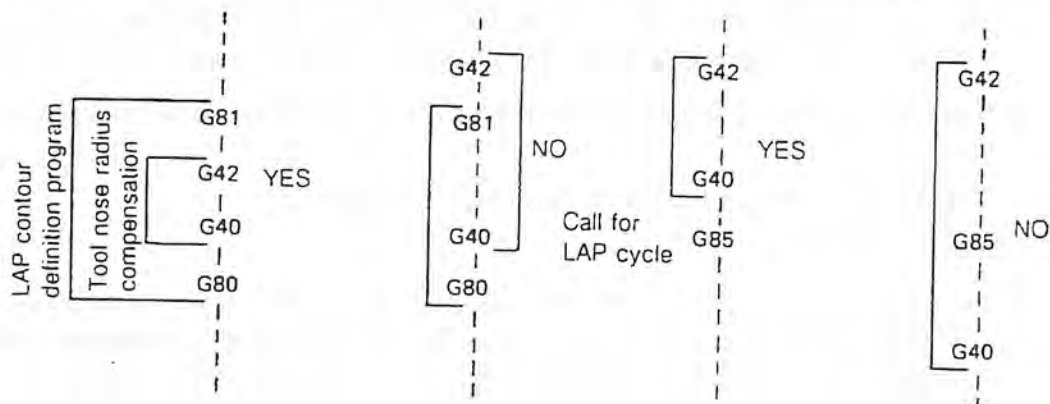 LAP contour
definition program
Tool nose radius
compensation
G81
G42
YES
G40
G80
G42
G81
NO
G40
G80
G42
YES
G40
Call for
LAP cycle
G85
G42
G85
NO
G40